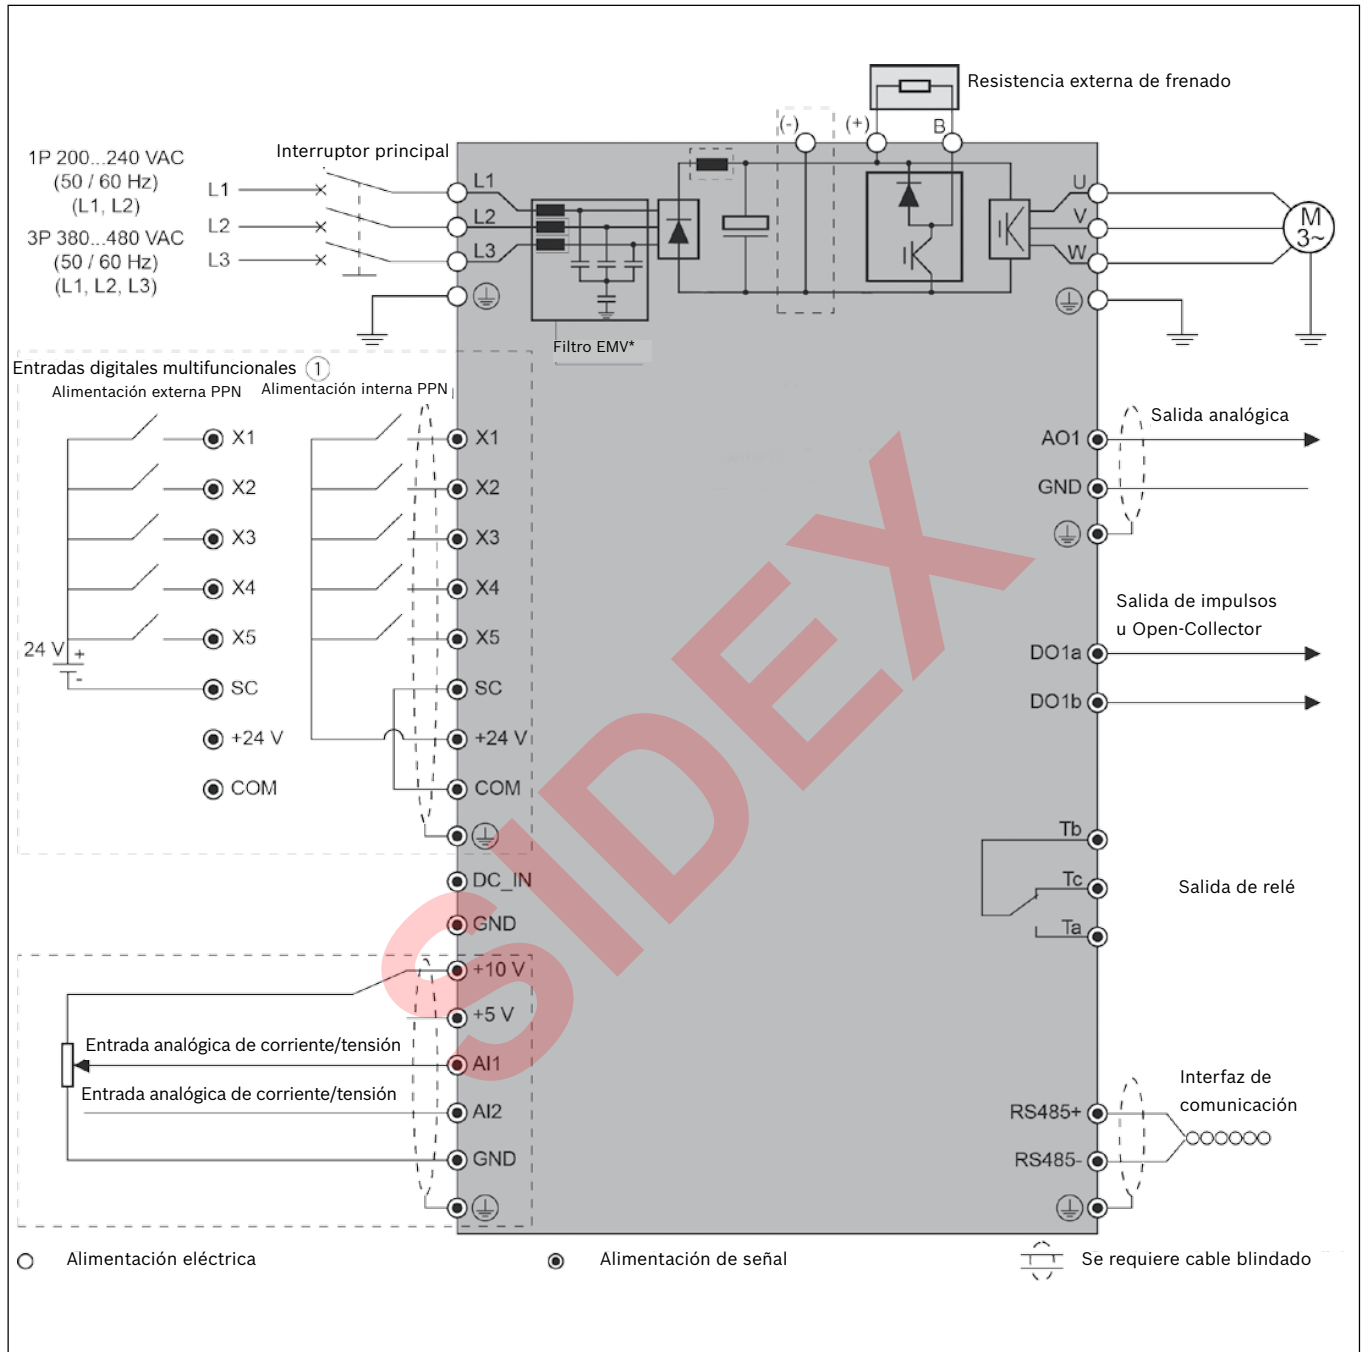 Resistencia externa de frenado
(-)
(+)
B
1P 200...240 VAC
(50 / 60 Hz)
(L1, L2)
3P 380...480 VAC
(50 / 60 Hz)
(L1, L2, L3)
Interruptor principal
L1
L2
L3
L1
L2
L3
U
V
W
M
3~
Filtro EMV*
Entradas digitales multifuncionales 1
Alimentación externa PPN
Alimentación interna PPN
X1
X2
X3
X4
X5
24 V
+
-
SC
+24 V
COM
X1
X2
X3
X4
X5
SC
+24 V
COM
DC_IN
GND
+10 V
+5 V
Entrada analógica de corriente/tensión
AI1
Entrada analógica de corriente/tensión
AI2
GND
AO1
Salida analógica
GND
Salida de impulsos
u Open-Collector
DO1a
DO1b
Tb
Tc
Ta
Salida de relé
Interfaz de
comunicación
RS485+
RS485-
SIDEX
Alimentación eléctrica
Alimentación de señal
Se requiere cable blindado